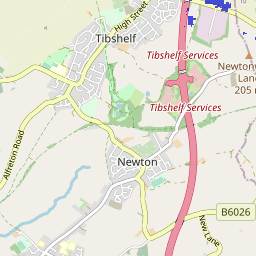 High Street
Tibshelf
Tibshelf Services
Newtonw
Lane
205 m
Tibshelf Services
Alfreton Road
Newton
B6026
New Lane